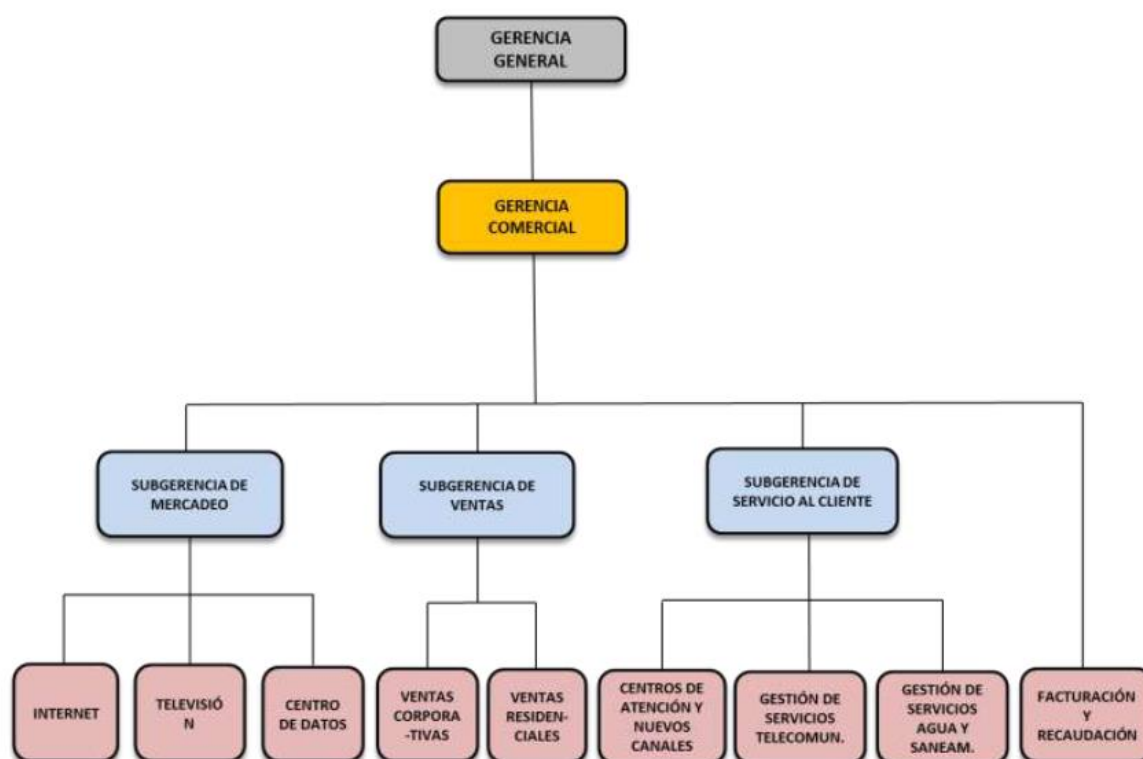 GERENCIA
GENERAL
GERENCIA
COMERCIAL
SUBGERENCIA DE
MERCADEO
SUBGERENCIA DE
VENTAS
SUBGERENCIA DE
SERVICIO AL CLIENTE
INTERNET
TELEVISIÓ
N
CENTRO
DE DATOS
VENTAS
CORPORA
-TIVAS
VENTAS
RESIDEN-
CIALES
CENTROS DE
ATENCIÓN Y
NUEVOS
CANALES
GESTIÓN DE
SERVICIOS
TELECOMUN.
GESTIÓN DE
SERVICIOS
AGUA Y
SANEAM.
FACTURACIÓN
Y
RECAUDACIÓN